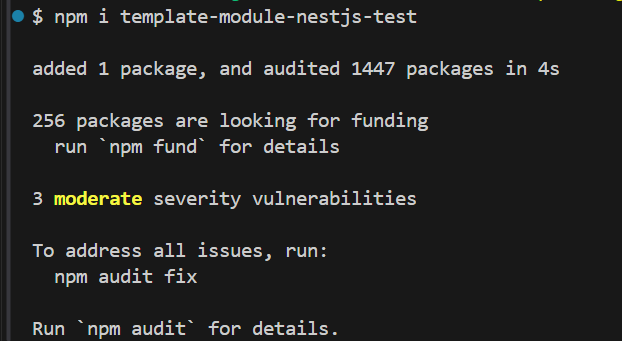 $ npm i template-module-nestjs-test
added 1 package, and audited 1447 packages in 4s
256 packages are looking for funding
  run `npm fund` for details
3 moderate severity vulnerabilities
To address all issues, run:
  npm audit fix
Run `npm audit` for details.